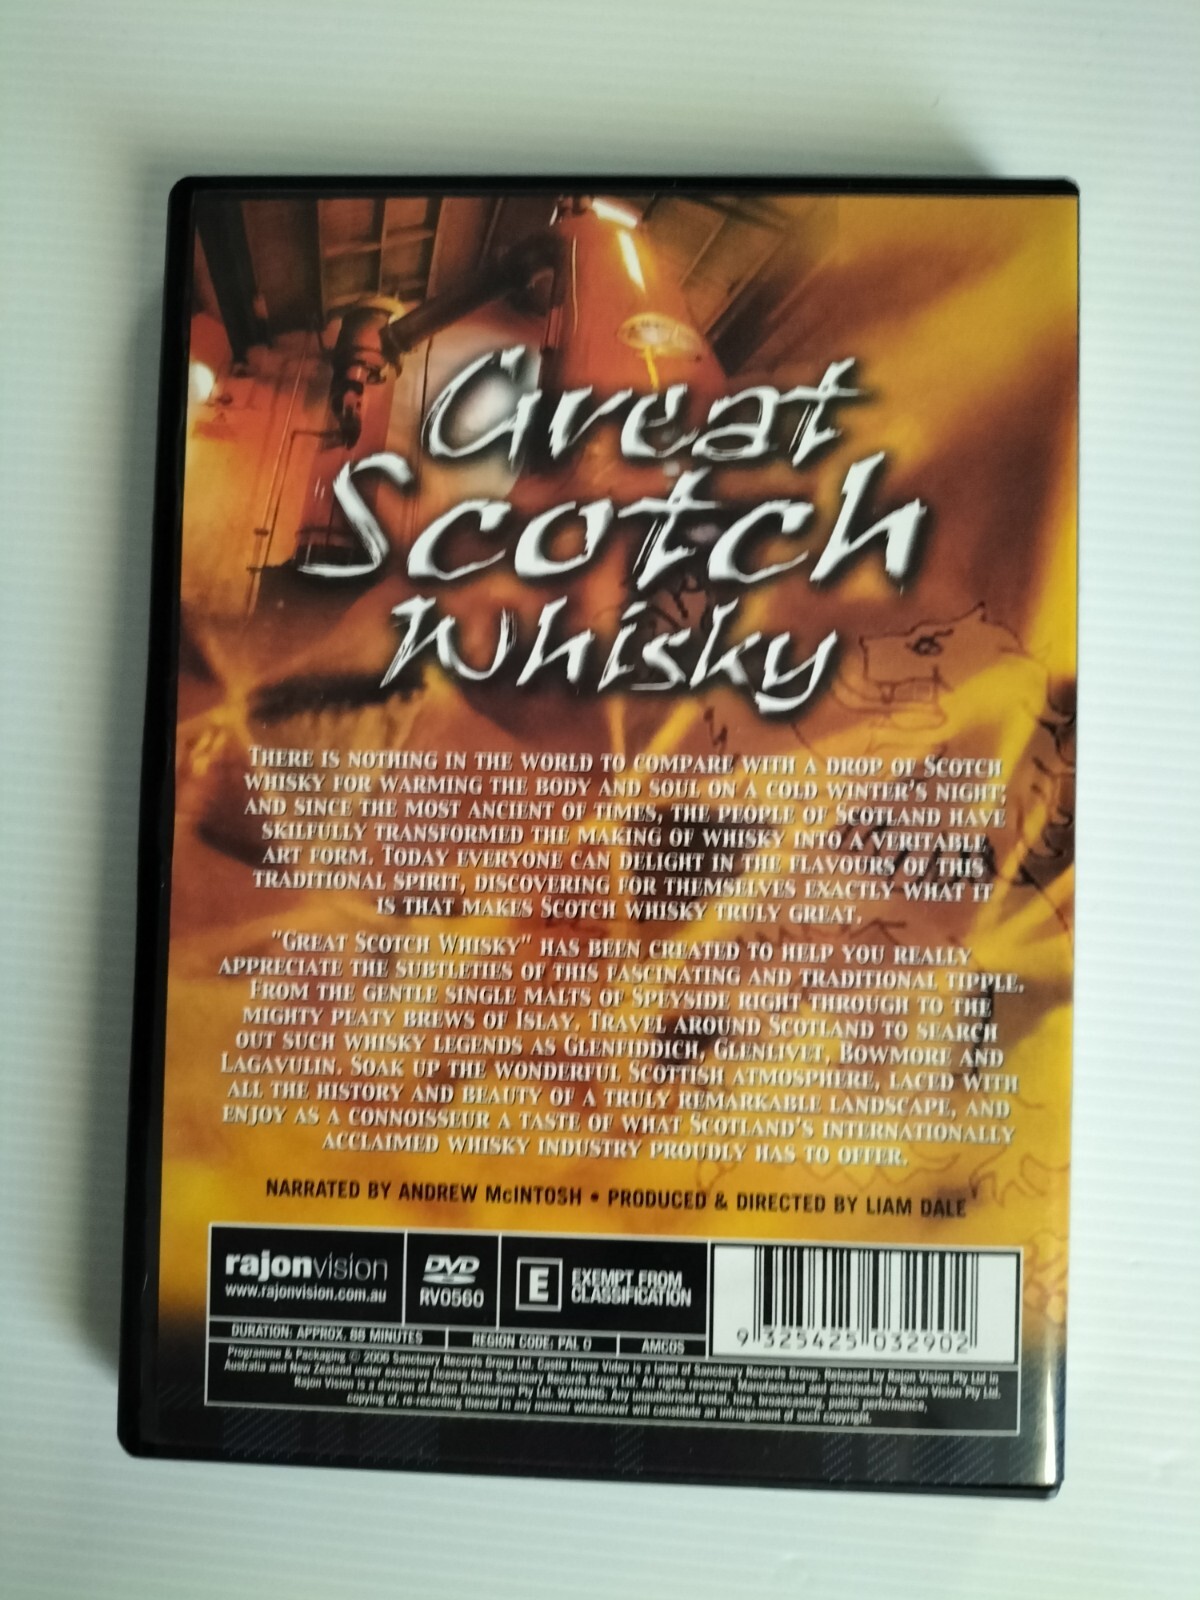 Great
Scotch
Whisky
There is nothing in the world to compare with a drop of Scotch
whisky for warming the body and soul on a cold winter's night;
and since the most ancient of times, the people of Scotland have
skilfully transformed the making of whisky into a veritable
art form. Today everyone can delight in the flavours of this
traditional spirit, discovering for themselves exactly what it
is that makes Scotch whisky truly great.
"Great Scotch Whisky" has been created to help you really
appreciate the subtleties of this fascinating and traditional tipple.
From the gentle single malts of Speyside right through to the
mighty peaty brews of Islay. Travel around Scotland to search
out such whisky legends as Glenfiddich, Glenlivet, Bowmore and
Lagavulin. Soak up the wonderful Scottish atmosphere, laced with
all the history and beauty of a truly remarkable landscape, and
enjoy as a connoisseur a taste of what Scotland's internationally
acclaimed whisky industry proudly has to offer.
NARRATED BY ANDREW McINTOSH • PRODUCED & DIRECTED BY LIAM DALE
rajonvision
www.rajonvision.com.au
DVD
RV0560
E
EXEMPT FROM
CLASSIFICATION
9 325425 032902
DURATION: APPROX. 88 MINUTES
REGION CODE: PAL 0
AMCOS
Programme & Packaging © 2006 Sanctuary Records Group Ltd. Castle Home Video is a label of Sanctuary Records Group. Released by Rajon Vision Pty Ltd in
Australia and New Zealand under exclusive license from Sanctuary Records Group Ltd. All rights reserved. Manufactured and distributed by Rajon Vision Pty Ltd.
Rajon Vision is a division of Rajon Distribution Pty Ltd. WARNING: Any unauthorised rental, hire, broadcasting, public performance,
copying of, re-recording thereof in any manner whatsoever will constitute an infringement of such copyright.